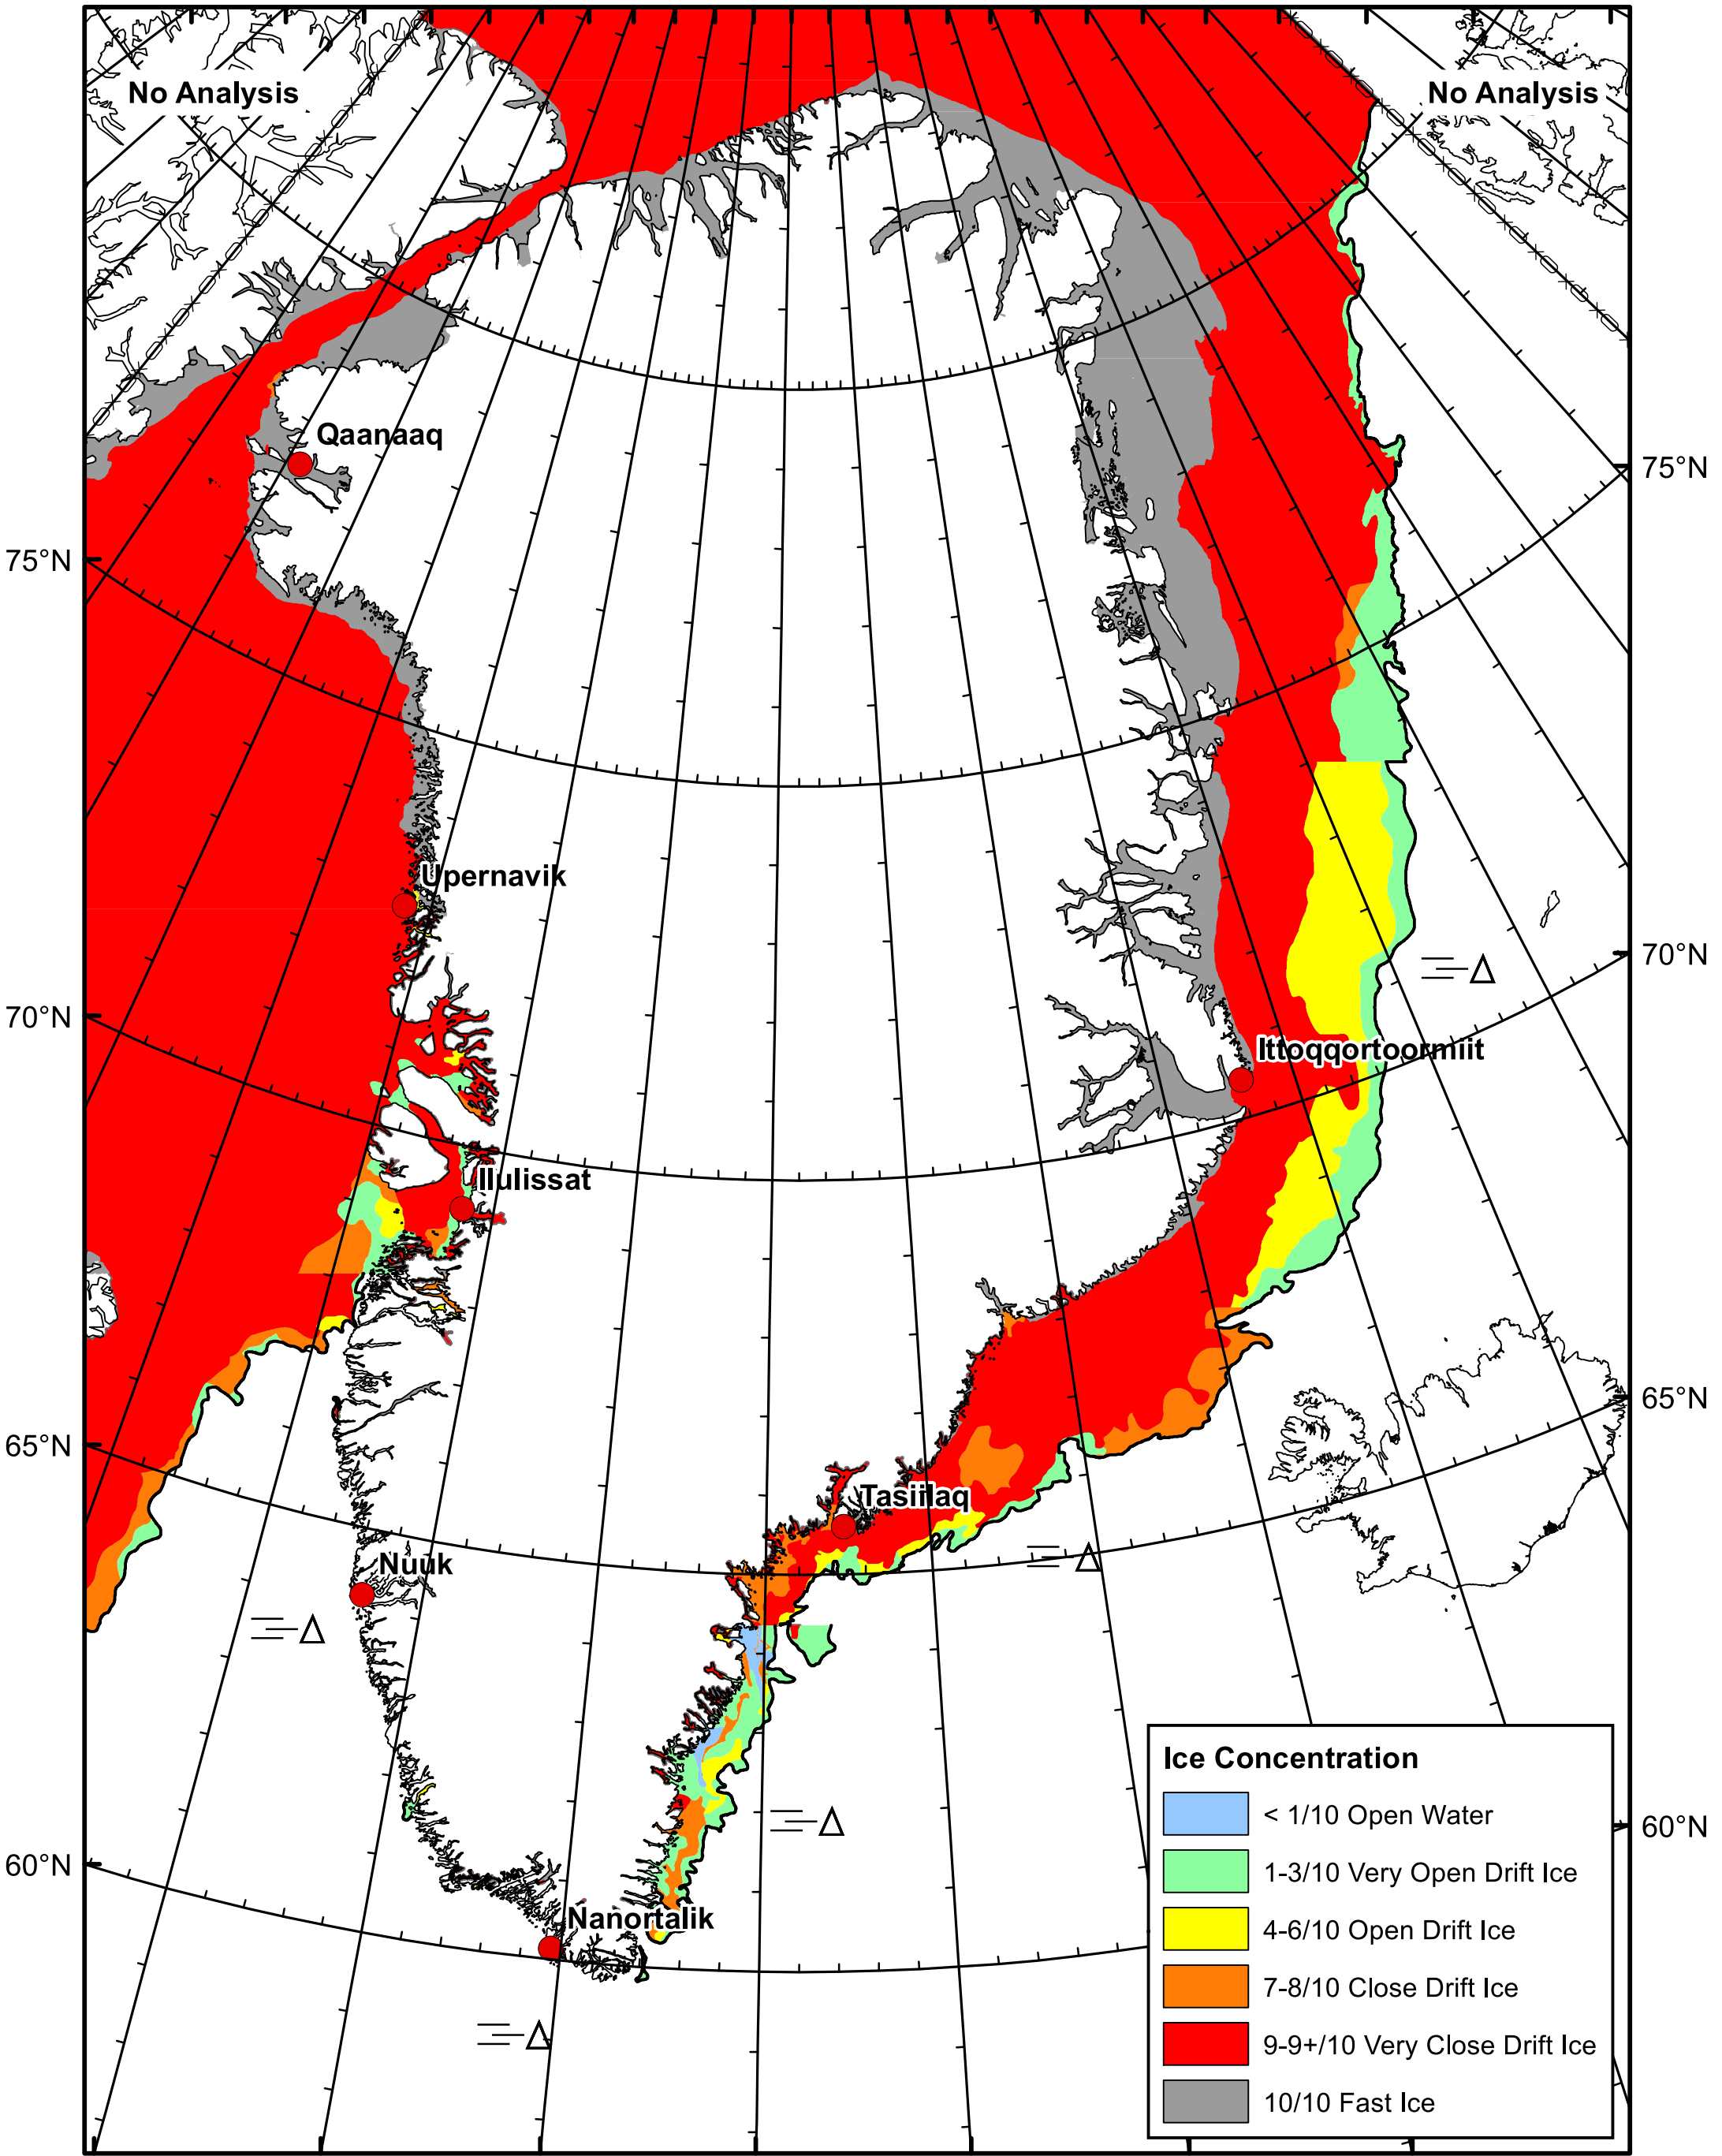 No Analysis
No Analysis
Qaanaaq
75°N
75°N
Upernavik
70°N
70°N
Ittoqqortoormiit
Ilulissat
65°N
65°N
Tasiilaq
Nuuk
60°N
60°N
Nanortalik
Ice Concentration
< 1/10 Open Water
1-3/10 Very Open Drift Ice
4-6/10 Open Drift Ice
7-8/10 Close Drift Ice
9-9+/10 Very Close Drift Ice
10/10 Fast Ice